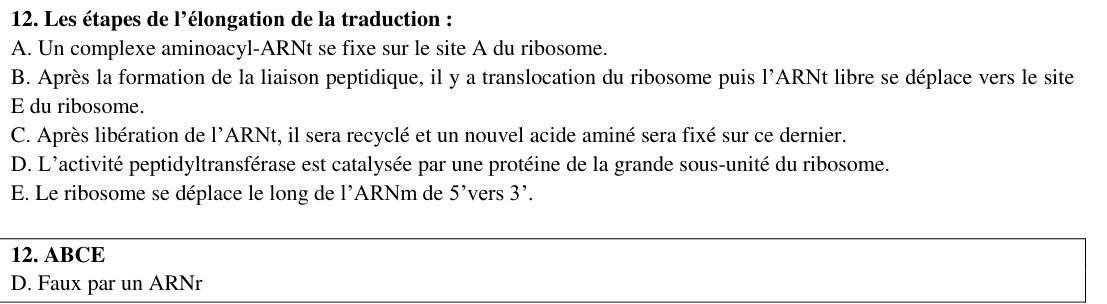 12. Les étapes de l’élongation de la traduction :
A. Un complexe aminoacyl-ARNt se fixe sur le site A du ribosome.
B. Après la formation de la liaison peptidique, il y a translocation du ribosome puis l’ARNt libre se déplace vers le site
E du ribosome.
C. Après libération de l’ARNt, il sera recyclé et un nouvel acide aminé sera fixé sur ce dernier.
D. L’activité peptidyltransférase est catalysée par une protéine de la grande sous-unité du ribosome.
E. Le ribosome se déplace le long de l’ARNm de 5’vers 3’.
12. ABCE
D. Faux par un ARNr